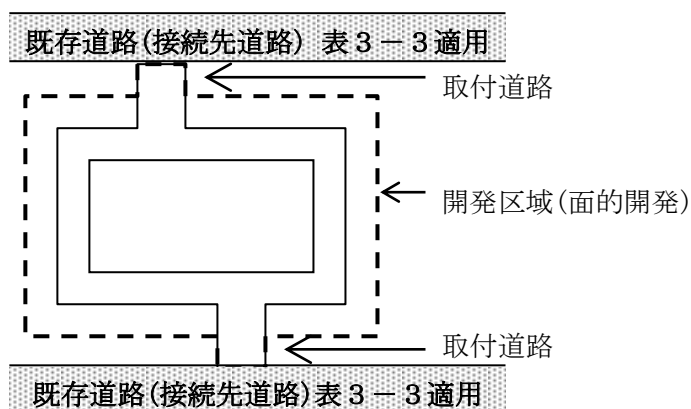 既存道路(接続先道路) 表3－3適用
取付道路
開発区域(面的開発)
取付道路
既存道路(接続先道路)表3－3適用